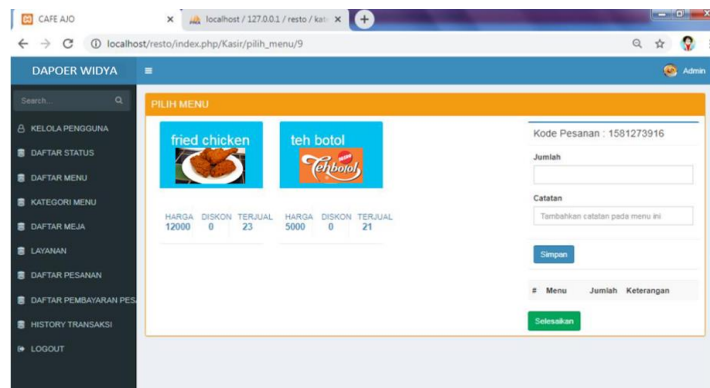 CAFE AJO
localhost / 127.0.0.1 / resto / kat
localhost/resto/index.php/Kasir/pilih_menu/9
DAPOER WIDYA
Admin
Search...
KELOLA PENGGUNA
DAFTAR STATUS
DAFTAR MENU
KATEGORI MENU
DAFTAR MEJA
LAYANAN
DAFTAR PESANAN
DAFTAR PEMBAYARAN PES
HISTORY TRANSAKSI
LOGOUT
PILIH MENU
fried chicken
HARGA DISKON TERJUAL
12000 0 23
teh botol
Tehbotol
HARGA DISKON TERJUAL
5000 0 21
Kode Pesanan : 1581273916
Jumlah
Catatan
Tambahkan catatan pada menu ini
Simpan
# Menu Jumlah Keterangan
Selesaikan